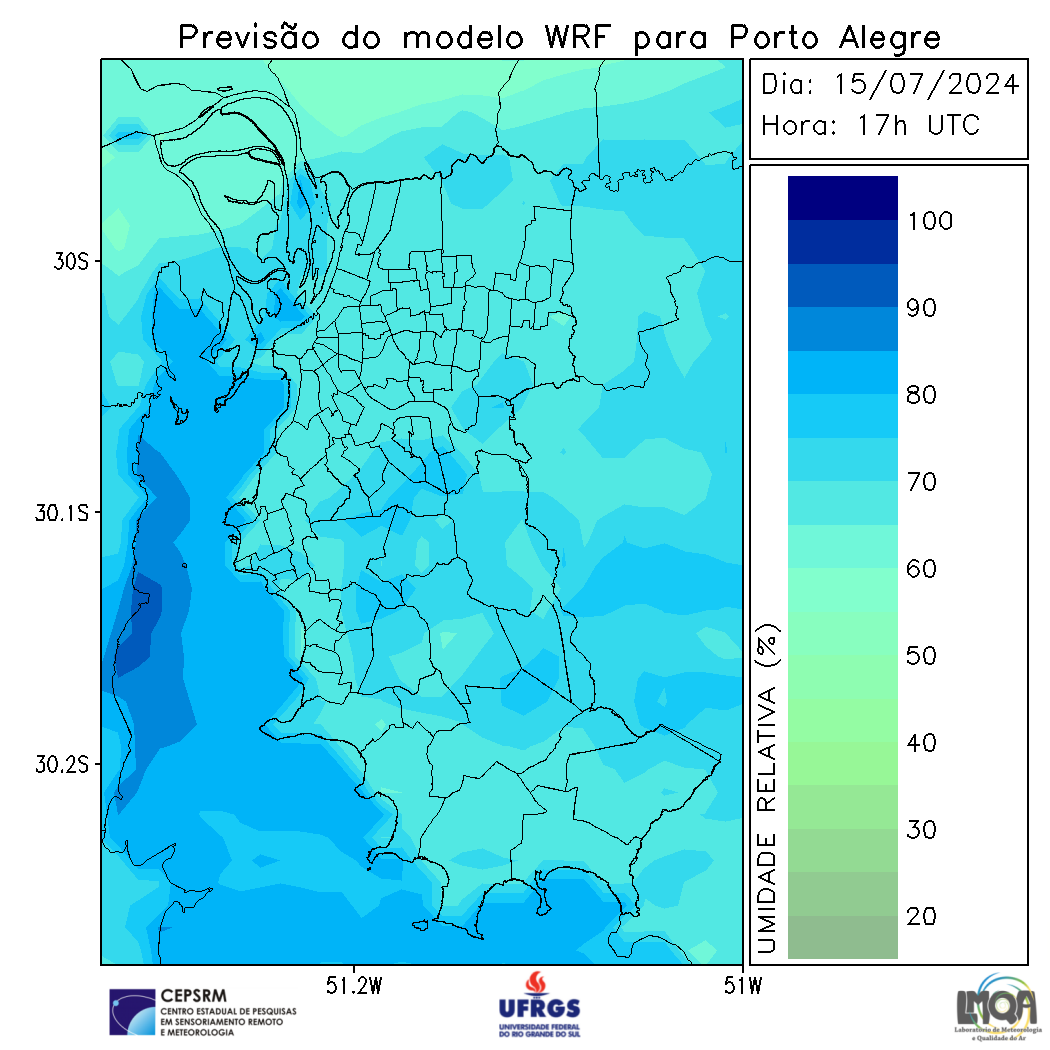 Previsão do modelo WRF para Porto Alegre
Dia: 15/07/2024
Hora: 17h UTC
30S
30.1S
30.2S
51.2W
51W
100
90
80
70
60
50
40
30
20
UMIDADE RELATIVA (%)
CEPSRM
CENTRO ESTADUAL DE PESQUISAS
EM SENSORIAMENTO REMOTO
E METEOROLOGIA
UFRGS
UNIVERSIDADE FEDERAL
DO RIO GRANDE DO SUL
LMQA
Laboratório de Meteorologia
e Qualidade do Ar